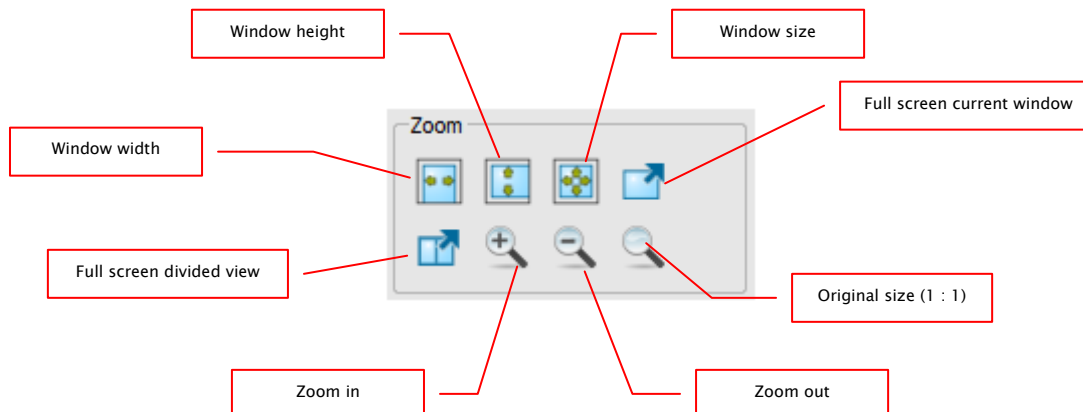 Window height
Window size
Full screen current window
Zoom
Window width
Full screen divided view
Original size (1 : 1)
Zoom in
Zoom out